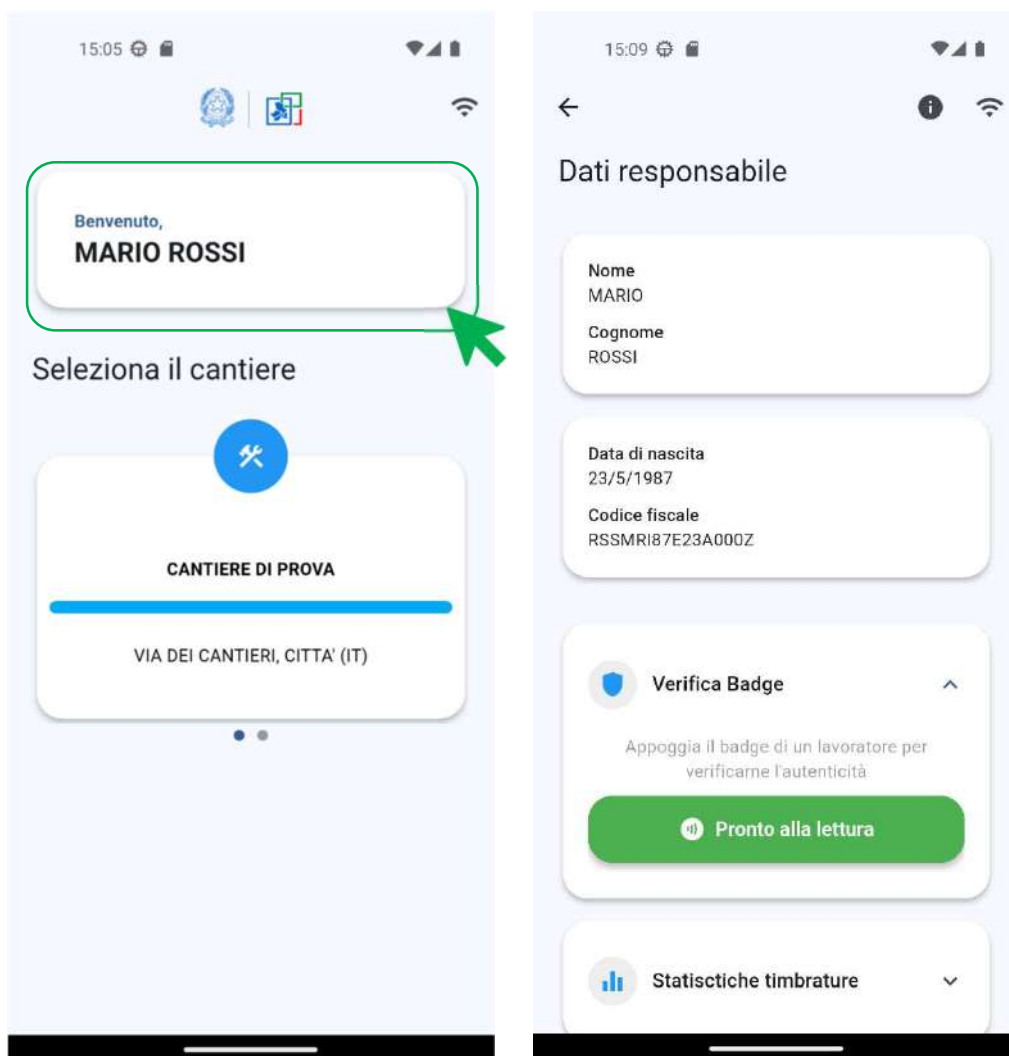 15:05
Benvenuto,
MARIO ROSSI
Seleziona il cantiere
CANTIERE DI PROVA
VIA DEI CANTIERI, CITTA' (IT)
15:09
Dati responsabile
Nome
MARIO
Cognome
ROSSI
Data di nascita
23/5/1987
Codice fiscale
RSSMRI87E23A000Z
Verifica Badge
Appoggia il badge di un lavoratore per
verificarne l'autenticità
Pronto alla lettura
Statisctiche timbrature